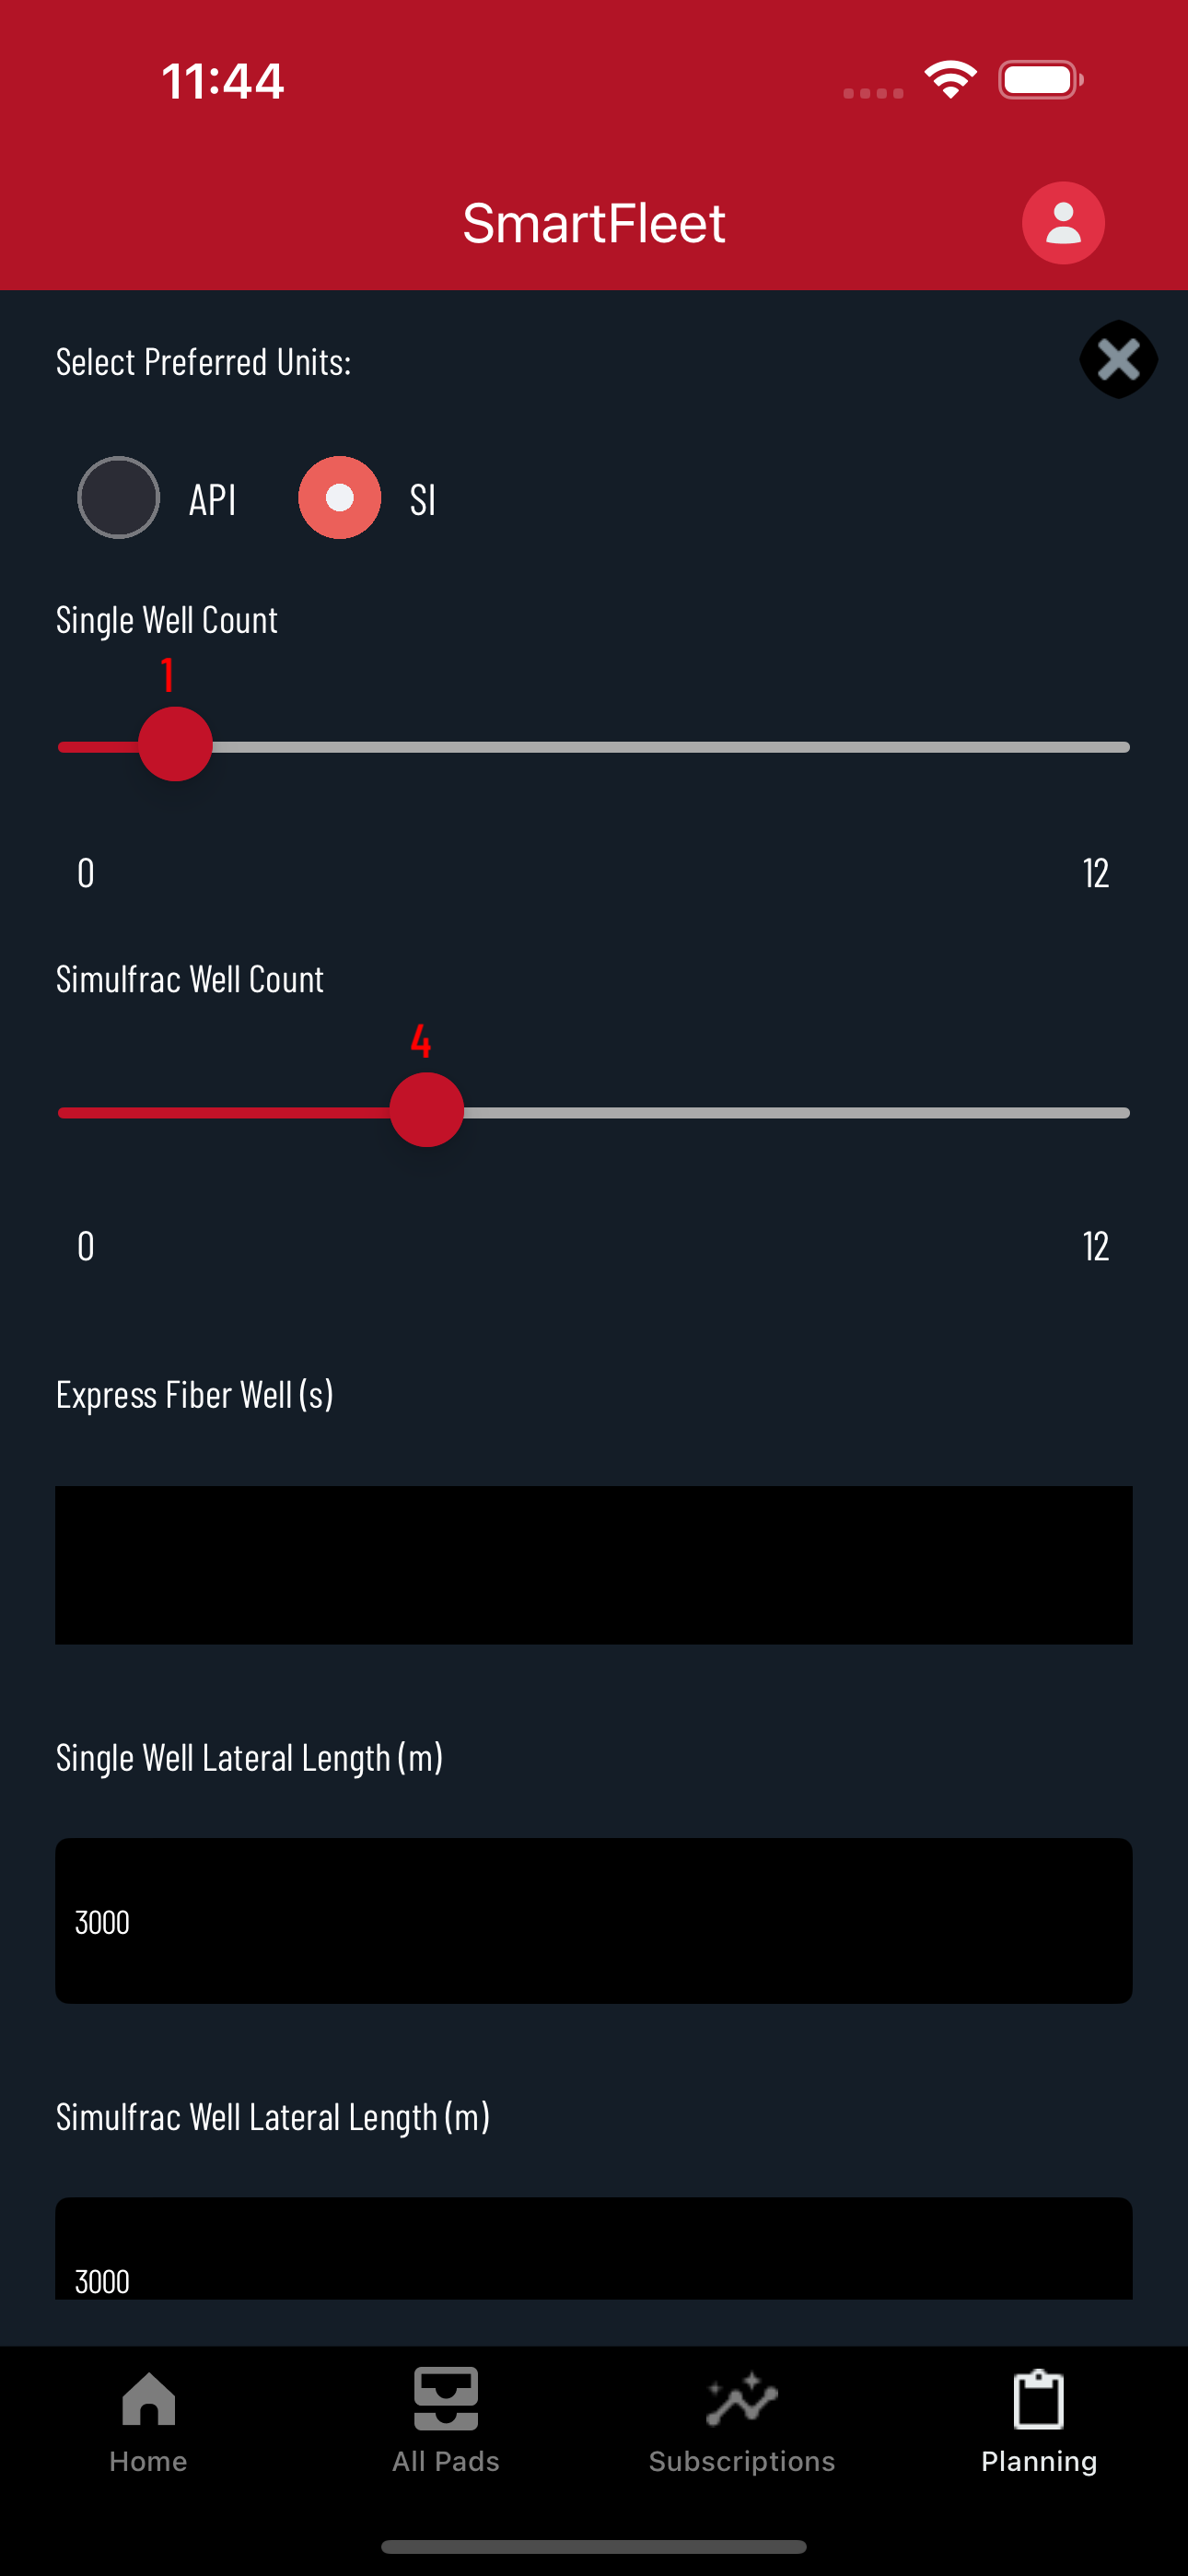 11:44
SmartFleet
Select Preferred Units:
API SI
Single Well Count
1
0 12
Simulfrac Well Count
4
0 12
Express Fiber Well (s)
Single Well Lateral Length (m)
3000
Simulfrac Well Lateral Length (m)
3000
Home All Pads Subscriptions Planning